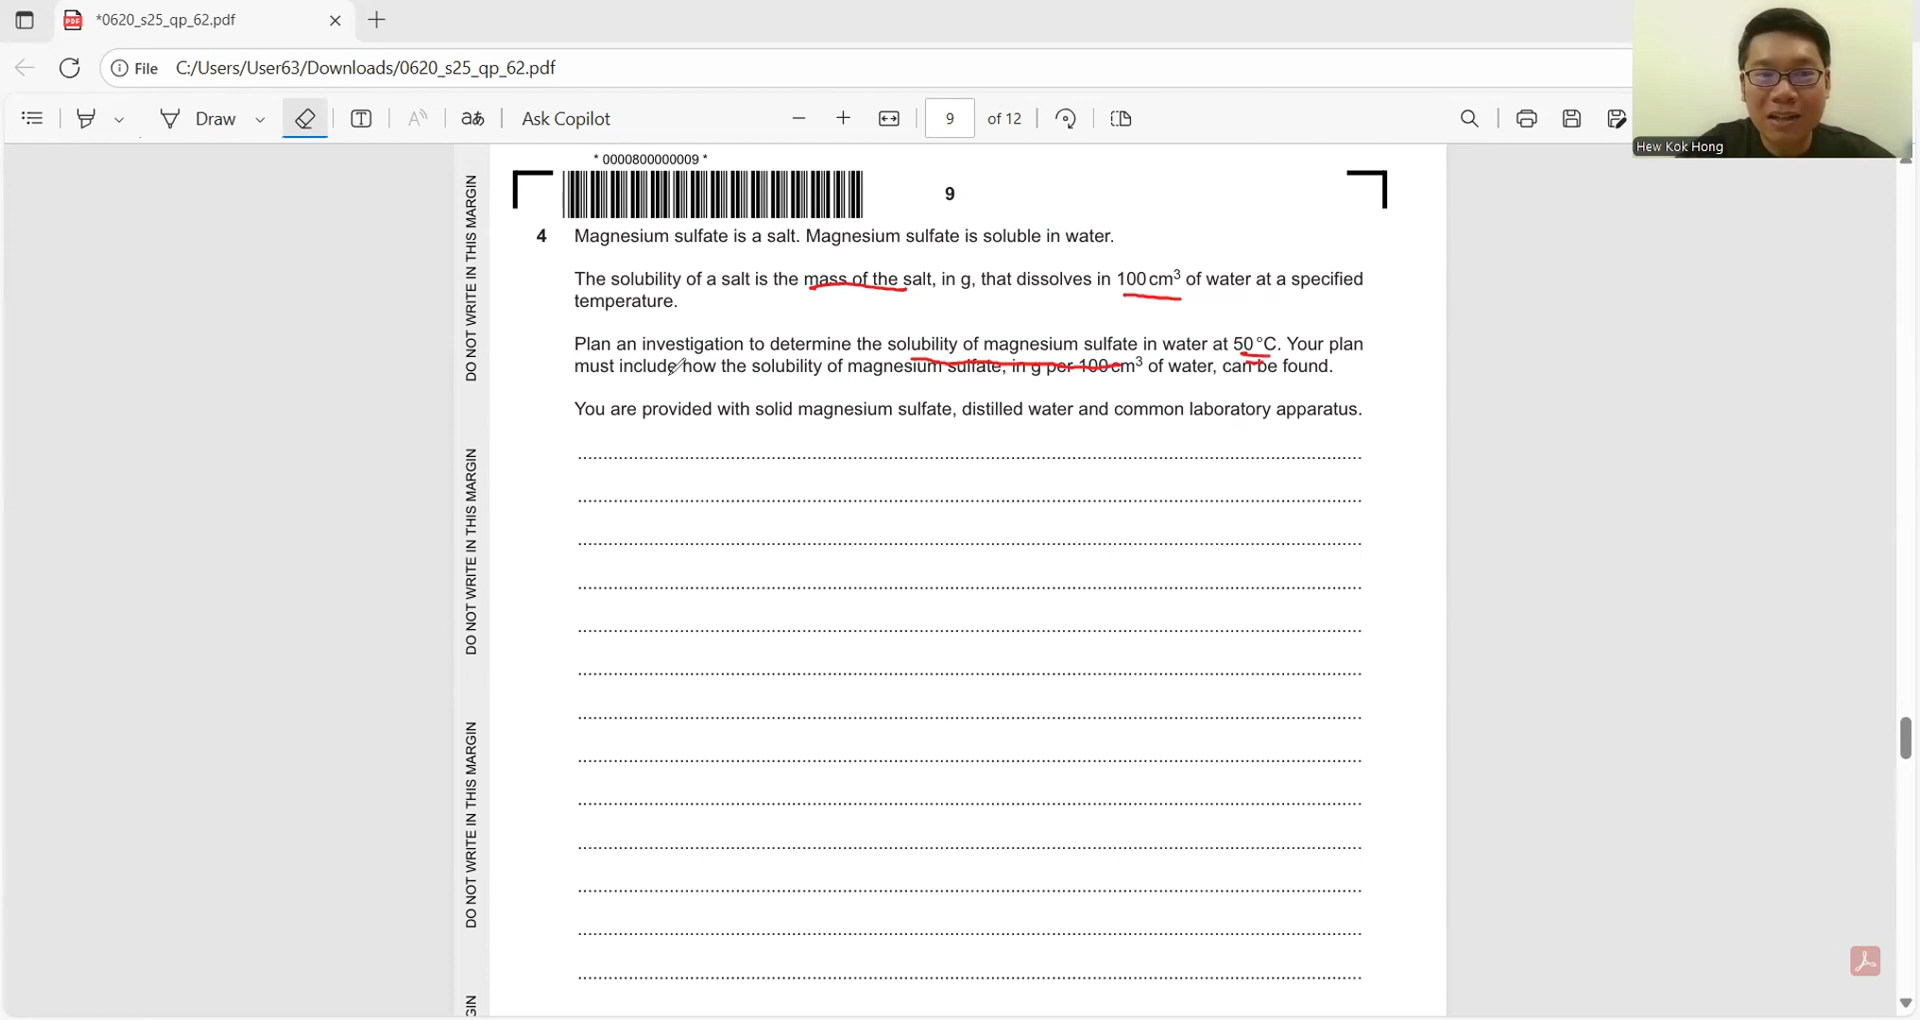 *0620_s25_qp_62.pdf
File C:/Users/User63/Downloads/0620_s25_qp_62.pdf
Draw
Ask Copilot
9 of 12
Hew Kok Hong
* 0000800000009 *
9
DO NOT WRITE IN THIS MARGIN
4 Magnesium sulfate is a salt. Magnesium sulfate is soluble in water.
The solubility of a salt is the mass of the salt, in g, that dissolves in 100 cm³ of water at a specified
temperature.
Plan an investigation to determine the solubility of magnesium sulfate in water at 50 °C. Your plan
must include how the solubility of magnesium sulfate, in g per 100 cm³ of water, can be found.
You are provided with solid magnesium sulfate, distilled water and common laboratory apparatus.
DO NOT WRITE IN THIS MARGIN
DO NOT WRITE IN THIS MARGIN
GIN